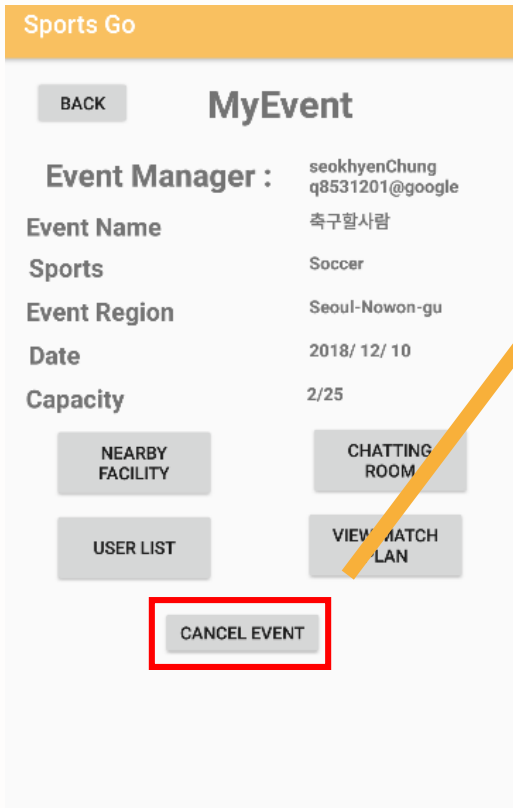 Sports Go
BACK
MyEvent
Event Manager :
seokhyenChung
q8531201@google
Event Name
축구할사람
Sports
Soccer
Event Region
Seoul-Nowon-gu
Date
2018/ 12/ 10
Capacity
2/25
NEARBY
FACILITY
CHATTING
ROOM
USER LIST
VIEW MATCH
PLAN
CANCEL EVENT